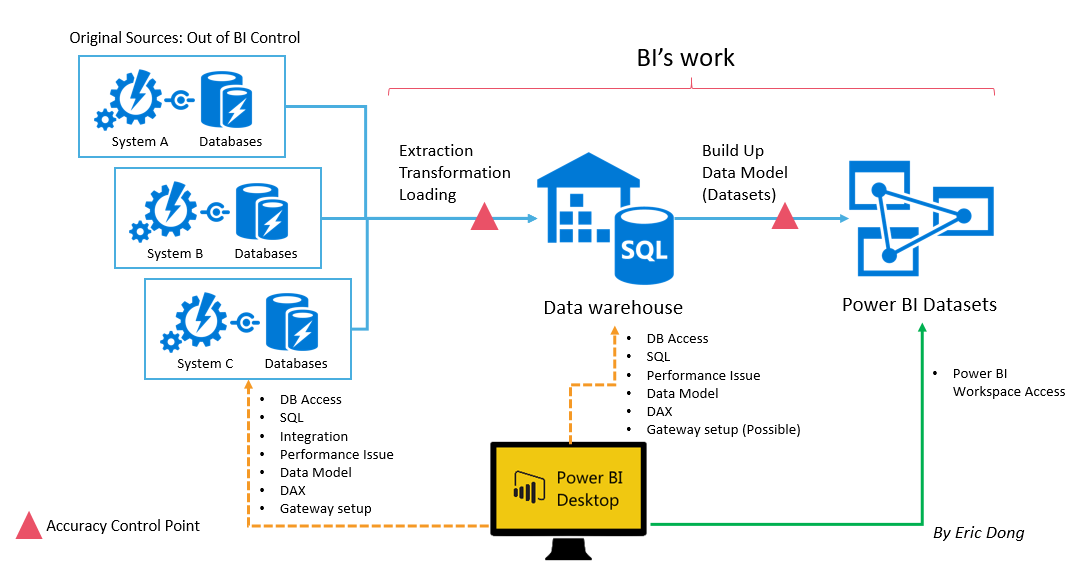 Original Sources: Out of BI Control
BI’s work
System A
Databases
System B
Databases
System C
Databases
Extraction
Transformation
Loading
Build Up
Data Model
(Datasets)
SQL
Data warehouse
Power BI Datasets
• DB Access
• SQL
• Integration
• Performance Issue
• Data Model
• DAX
• Gateway setup
• DB Access
• SQL
• Performance Issue
• Data Model
• DAX
• Gateway setup (Possible)
• Power BI
Workspace Access
Power BI
Desktop
Accuracy Control Point
By Eric Dong